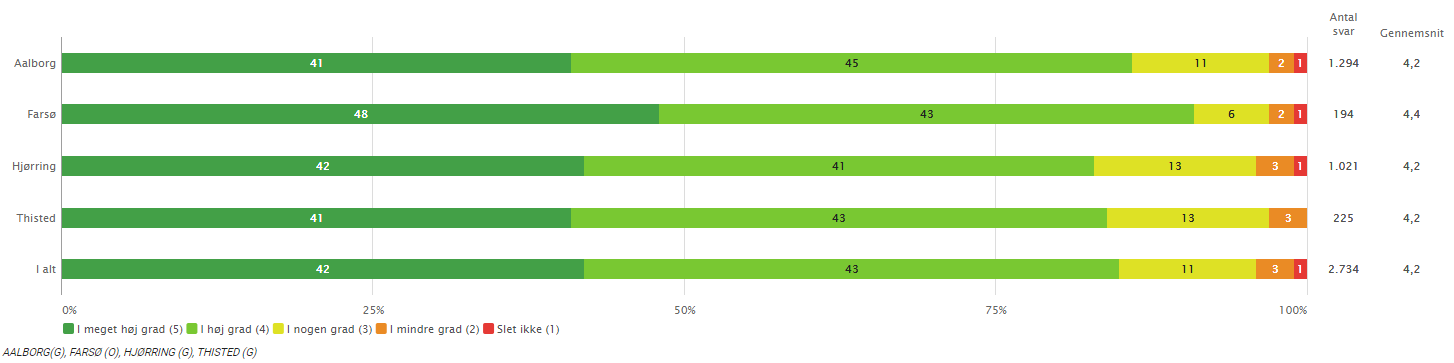 Antal svar Gennemsnit
Aalborg 41 45 11 2 1 1.294 4,2
Farsø 48 43 6 2 1 194 4,4
Hjørring 42 41 13 3 1 1.021 4,2
Thisted 41 43 13 3 225 4,2
I alt 42 43 11 3 1 2.734 4,2
0% 25% 50% 75% 100%
I meget høj grad (5) I høj grad (4) I nogen grad (3) I mindre grad (2) Slet ikke (1)
AALBORG(G), FARSØ (O), HJØRRING (G), THISTED (G)